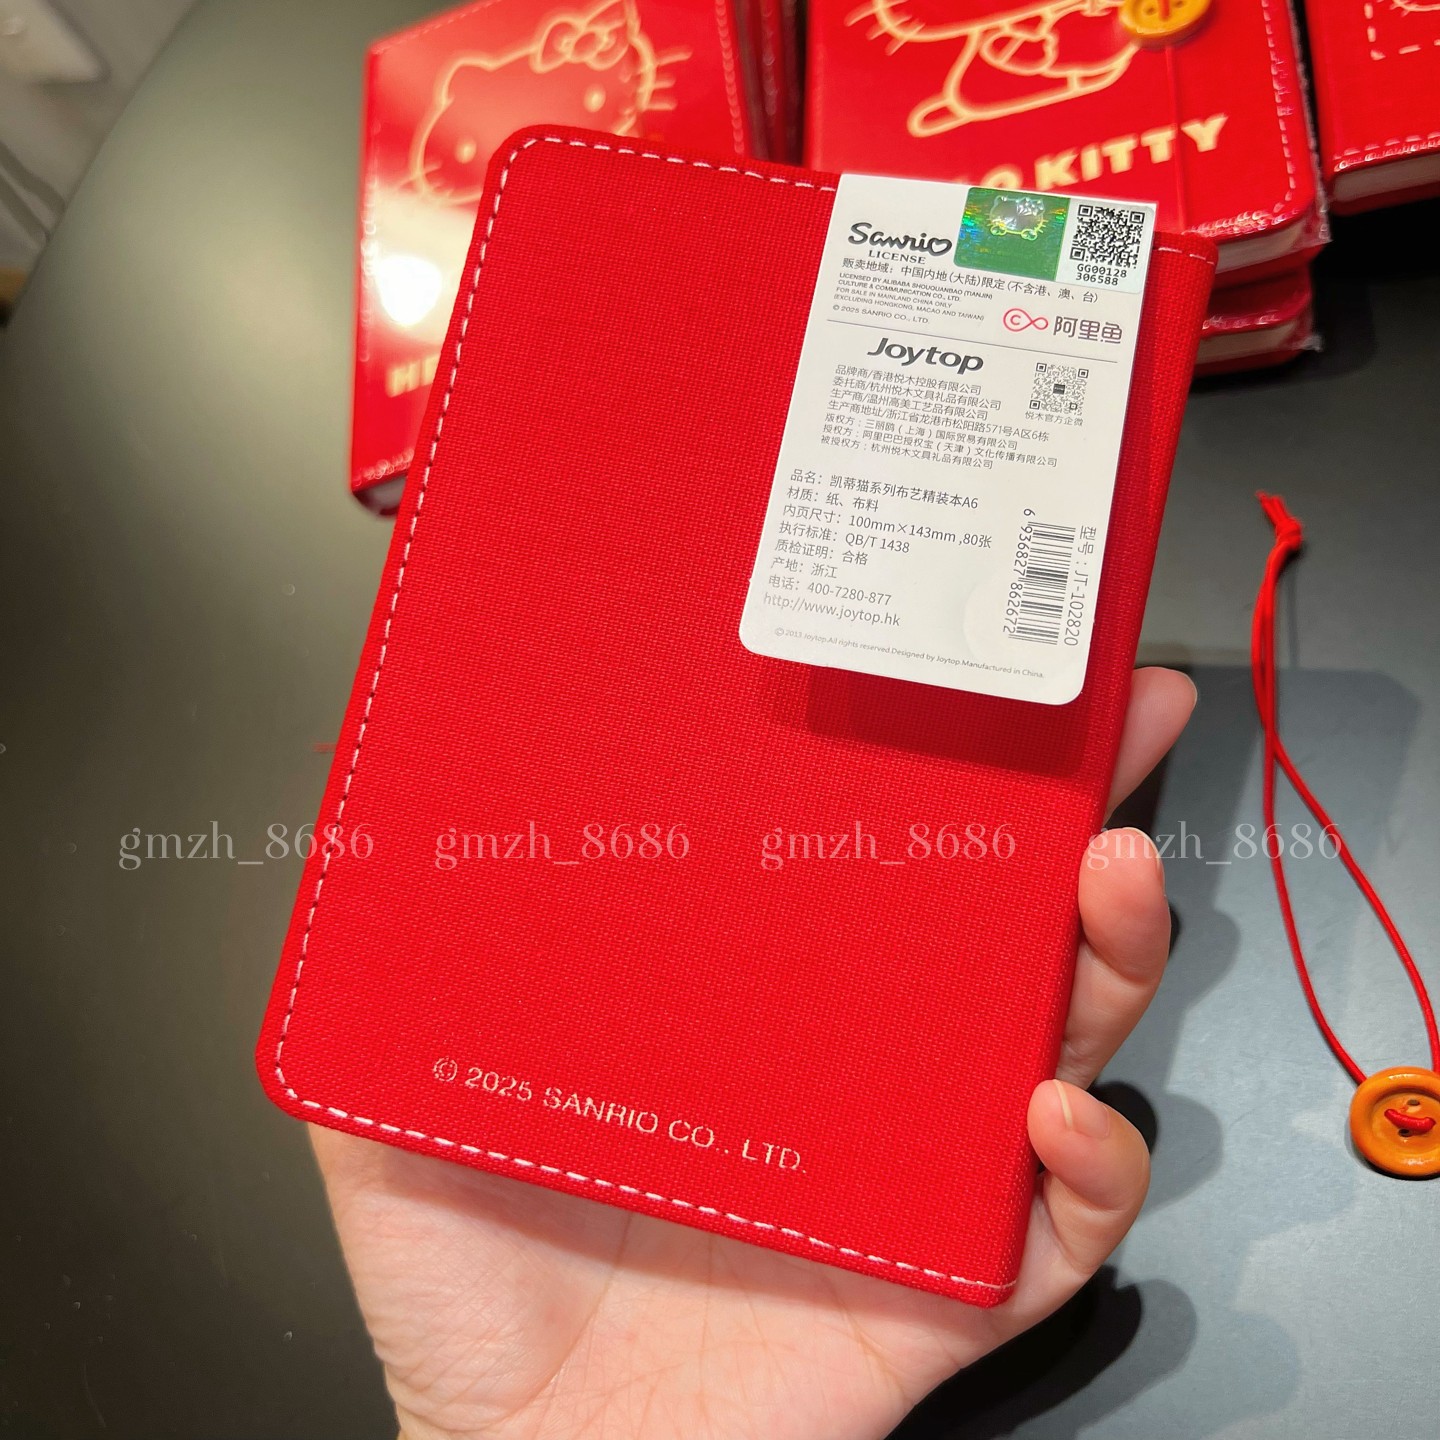 KITTY
Sanrio
LICENSE
GG00128
306588
贩卖地域：中国内地(大陆)限定(不含港、澳、台)
LICENSED BY ALIBABA SHOUQUANBAO (TIANJIN)
CULTURE & COMMUNICATION CO., LTD.
FOR SALE IN MAINLAND CHINA ONLY
(EXCLUDING HONGKONG, MACAO AND TAIWAN)
© 2025 SANRIO CO., LTD.
阿里鱼
Joytop
品牌商/香港悦木控股有限公司
委托商/杭州悦木文具礼品有限公司
生产商/温州高美工艺品有限公司
生产商地址/浙江省龙港市松阳路571号A区6栋
版权方：三丽鸥（上海）国际贸易有限公司
授权方：阿里巴巴授权宝（天津）文化传播有限公司
被授权方：杭州悦木文具礼品有限公司
悦木官方企微
品名：凯蒂猫系列布艺精装本A6
材质：纸、布料
内页尺寸：100mm×143mm ,80张
执行标准：QB/T 1438
质检证明：合格
产地：浙江
电话：400-7280-877
http://www.joytop.hk
型号：JT-102820
6 936827 862672
© 2013 Joytop.All rights reserved.Designed by Joytop.Manufactured in China.
gmzh_8686 gmzh_8686 gmzh_8686 gmzh_8686
© 2025 SANRIO CO., LTD.